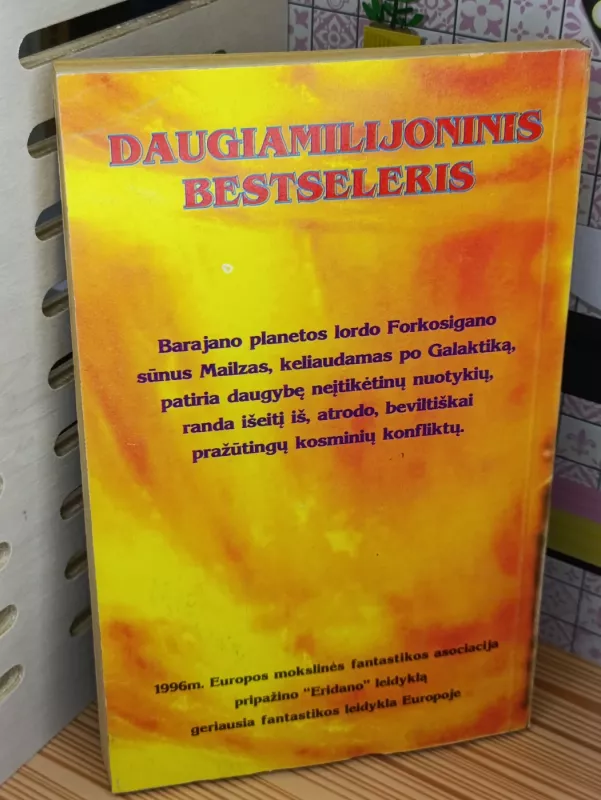 DAUGIAMILIJONINIS
BESTSELERIS
Barajano planetos lordo Forkosigano
sūnus Mailzas, keliaudamas po Galaktiką,
patiria daugybę neįtikėtinų nuotykių,
randa išeitį iš, atrodo, beviltiškai
pražūtingų kosminių konfliktų.
1996m. Europos mokslinės fantastikos asociacija
pripažino "Eridano" leidyklą
geriausia fantastikos leidykla Europoje